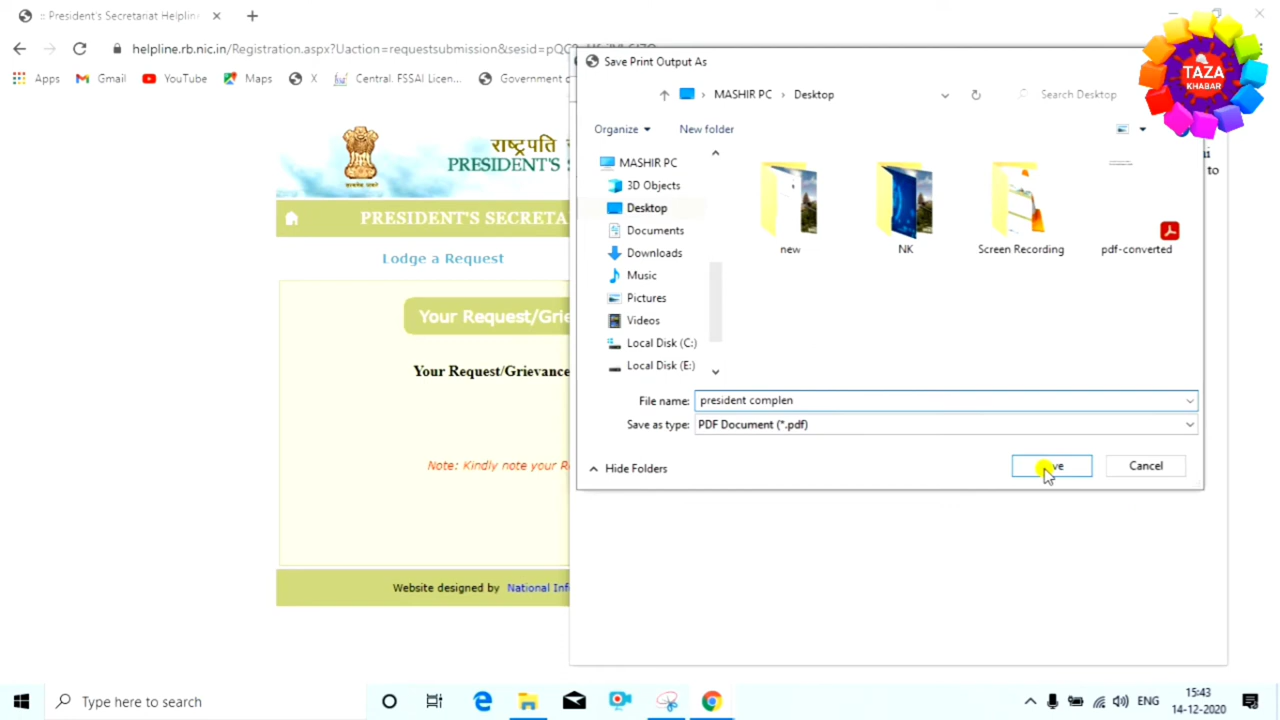 :: President's Secretariat Helpline
helpline.rb.nic.in/Registration.aspx?Uaction=requestsubmission&sesid=
Apps Gmail YouTube Maps X Central. FSSAI Licen... Government
TAZA
KHABAR
Save Print Output As
MASHIR PC > Desktop
Search Desktop
Organize
New folder
MASHIR PC
3D Objects
Desktop
Documents
Downloads
Music
Pictures
Videos
Local Disk (C:)
Local Disk (E:)
new
NK
Screen Recording
pdf-converted
to
राष्ट्रपति
PRESIDENT'S
सत्यमेव जयते
PRESIDENT'S SECRETA
Lodge a Request
Your Request/Grie
Your Request/Grievance
Note: Kindly note your R
Website designed by National Inf
File name: president complen
Save as type: PDF Document (*.pdf)
Hide Folders
Cancel
Type here to search
ENG
15:43
14-12-2020